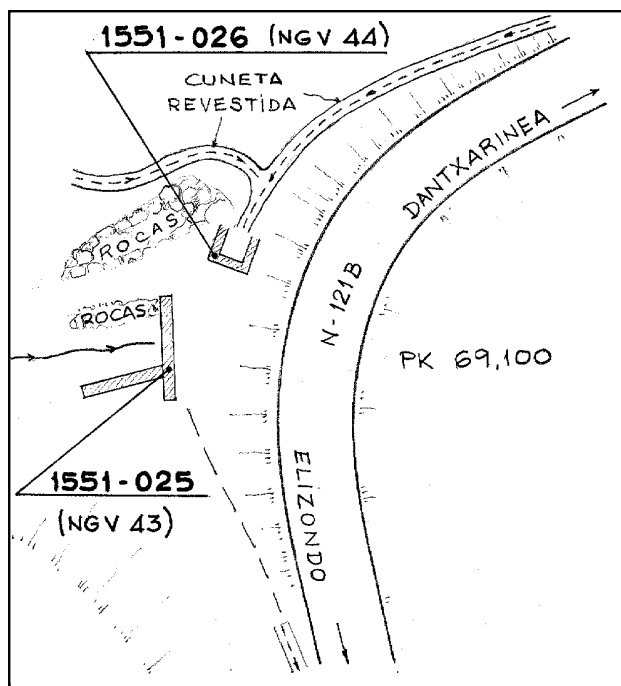 1551-026 (NGV 44)
CUNETA
REVESTIDA
DANTXARINEA
ROCAS
N-121B
ROCAS
PK 69,100
ELIZONDO
1551-025
(NGV 43)